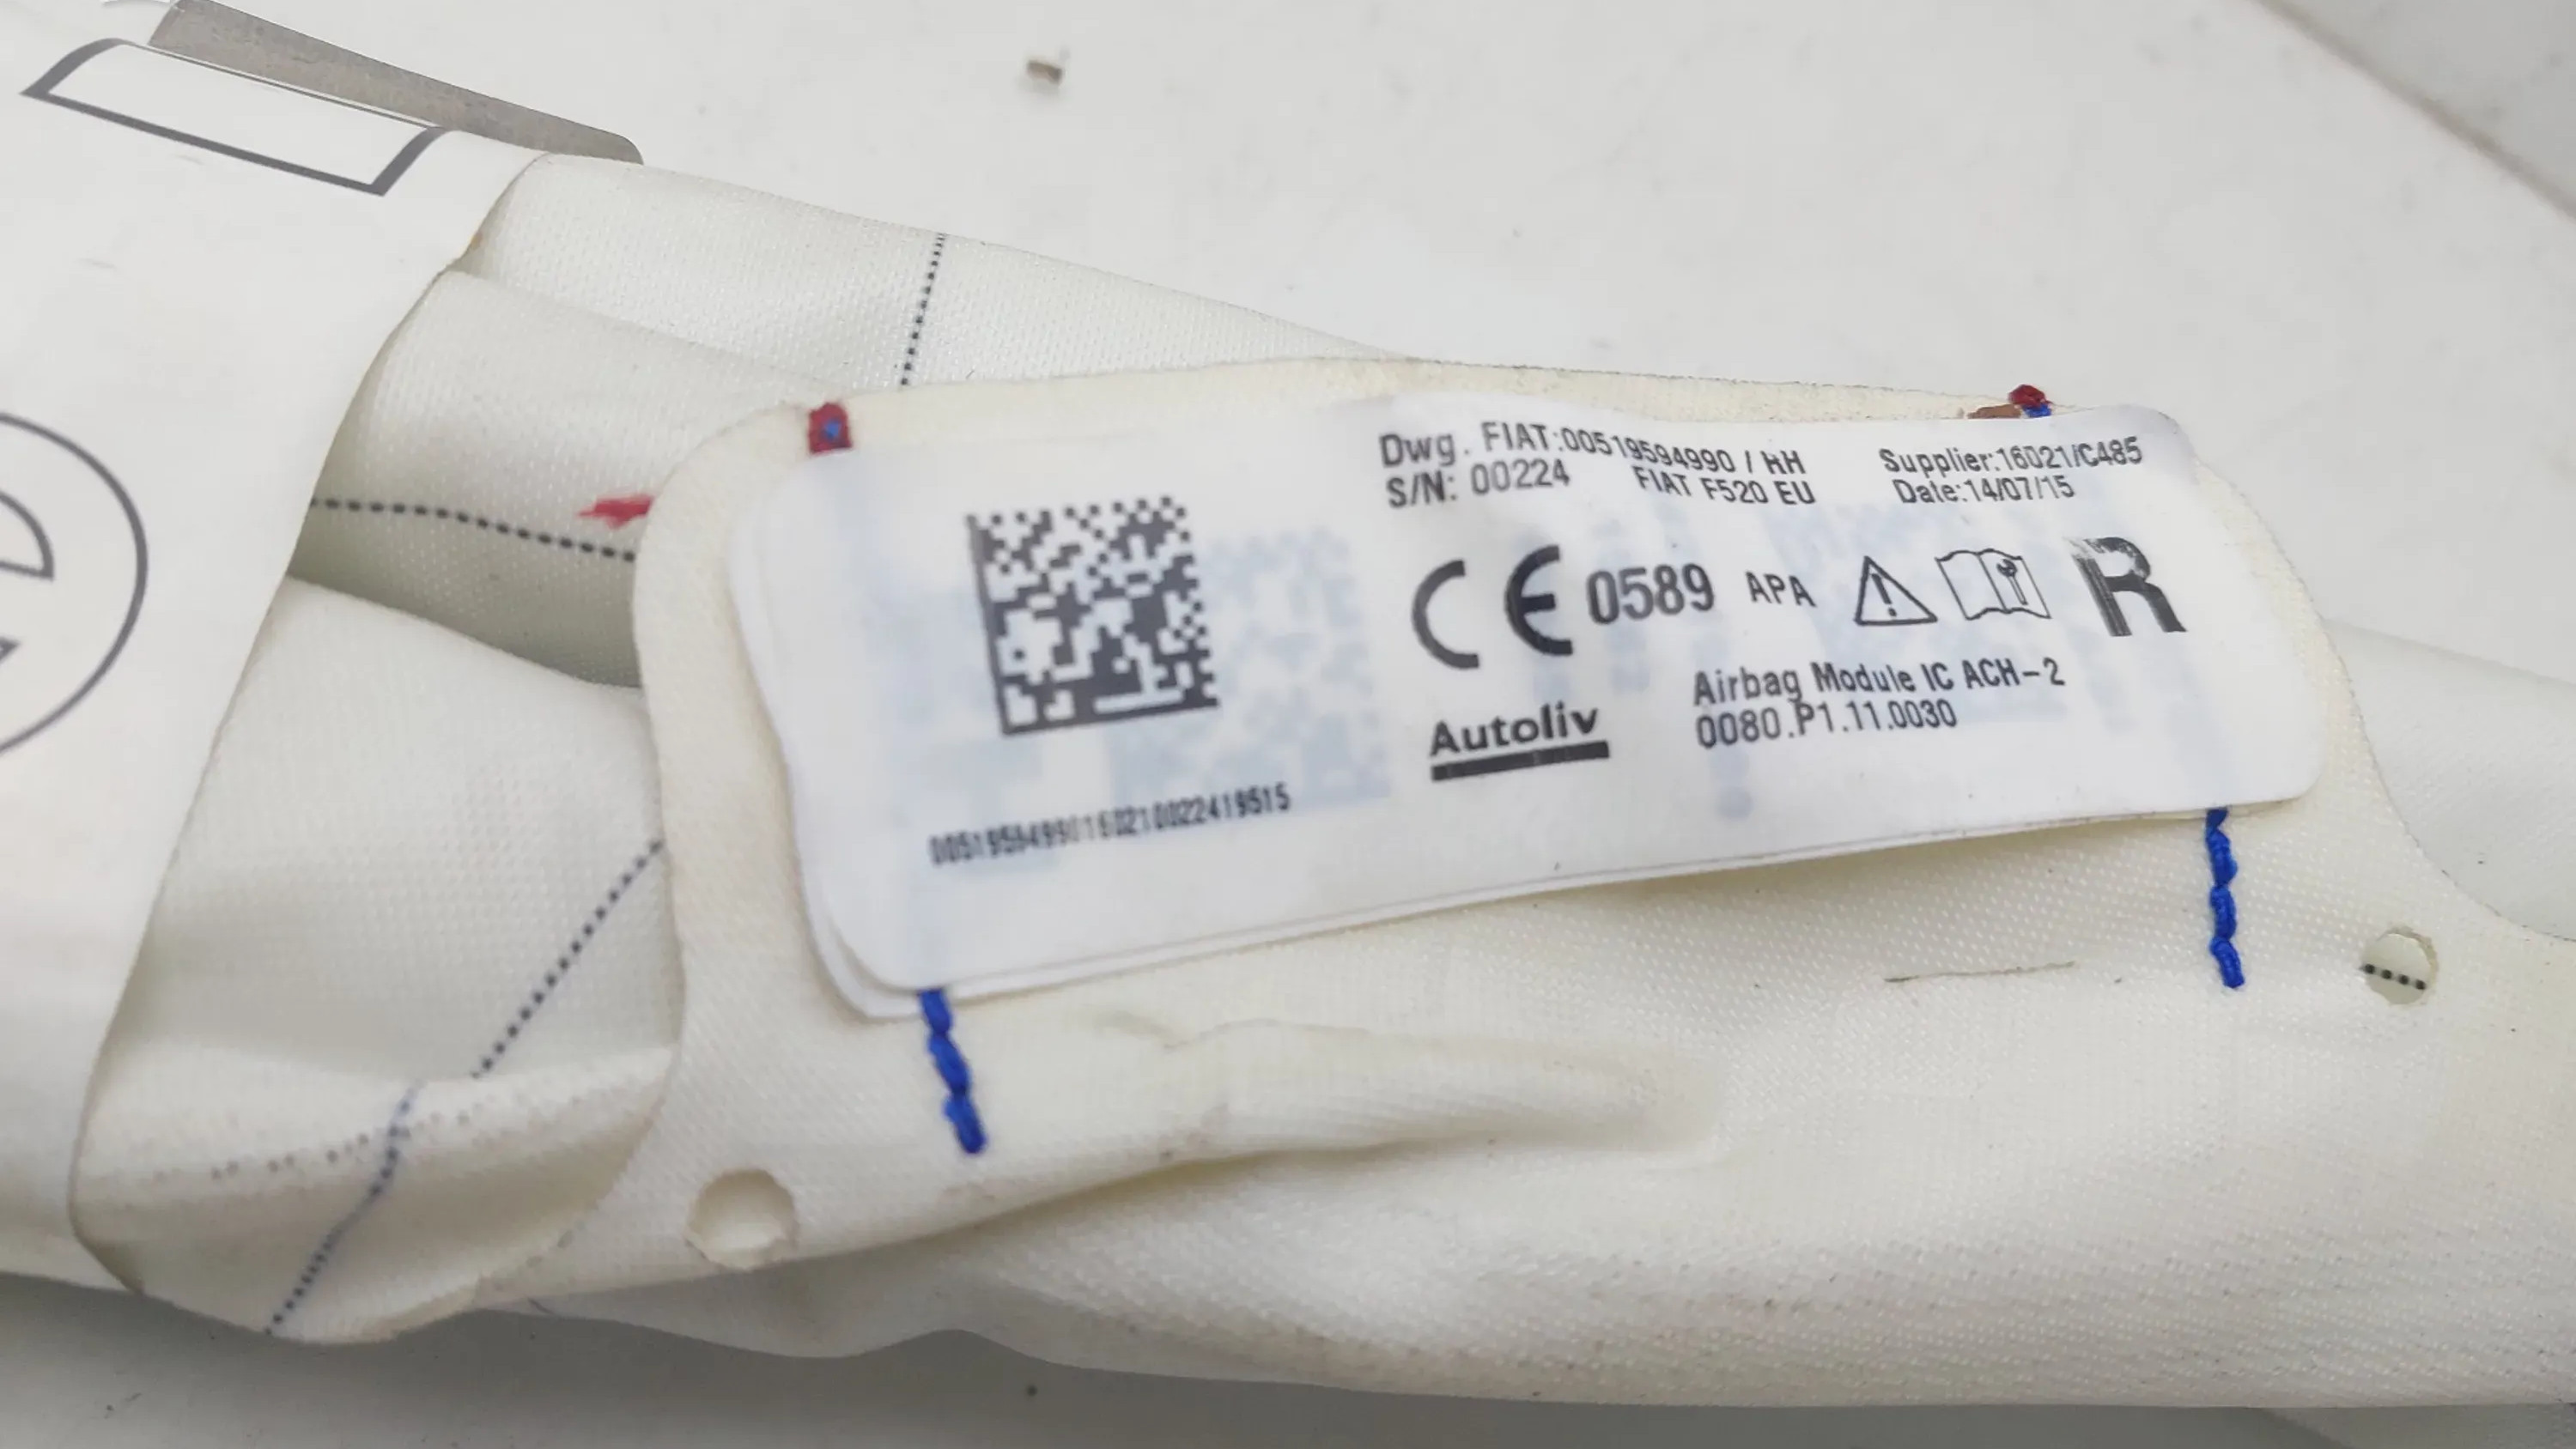 Dwg. FIAT:00519594990 / RH
Supplier:16021/C485
S/N: 00224
FIAT F520 EU
Date:14/07/15
CE 0589 APA R
Airbag Module IC ACH-2
Autoliv
0080.P1.11.0030
00519594990160210022419515